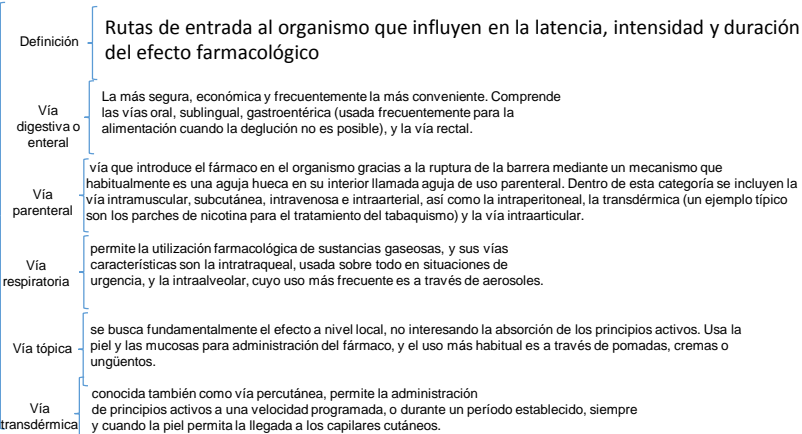 Definición
Rutas de entrada al organismo que influyen en la latencia, intensidad y duración
del efecto farmacológico
Vía
digestiva o
enteral
La más segura, económica y frecuentemente la más conveniente. Comprende
las vías oral, sublingual, gastroentérica (usada frecuentemente para la
alimentación cuando la deglución no es posible), y la vía rectal.
Vía
parenteral
vía que introduce el fármaco en el organismo gracias a la ruptura de la barrera mediante un mecanismo que
habitualmente es una aguja hueca en su interior llamada aguja de uso parenteral. Dentro de esta categoría se incluyen la
vía intramuscular, subcutánea, intravenosa e intraarterial, así como la intraperitoneal, la transdérmica (un ejemplo típico
son los parches de nicotina para el tratamiento del tabaquismo) y la vía intraarticular.
Vía
respiratoria
permite la utilización farmacológica de sustancias gaseosas, y sus vías
características son la intratraqueal, usada sobre todo en situaciones de
urgencia, y la intraalveolar, cuyo uso más frecuente es a través de aerosoles.
Vía tópica
se busca fundamentalmente el efecto a nivel local, no interesando la absorción de los principios activos. Usa la
piel y las mucosas para administración del fármaco, y el uso más habitual es a través de pomadas, cremas o
ungüentos.
Vía
transdérmica
conocida también como vía percutánea, permite la administración
de principios activos a una velocidad programada, o durante un período establecido, siempre
y cuando la piel permita la llegada a los capilares cutáneos.